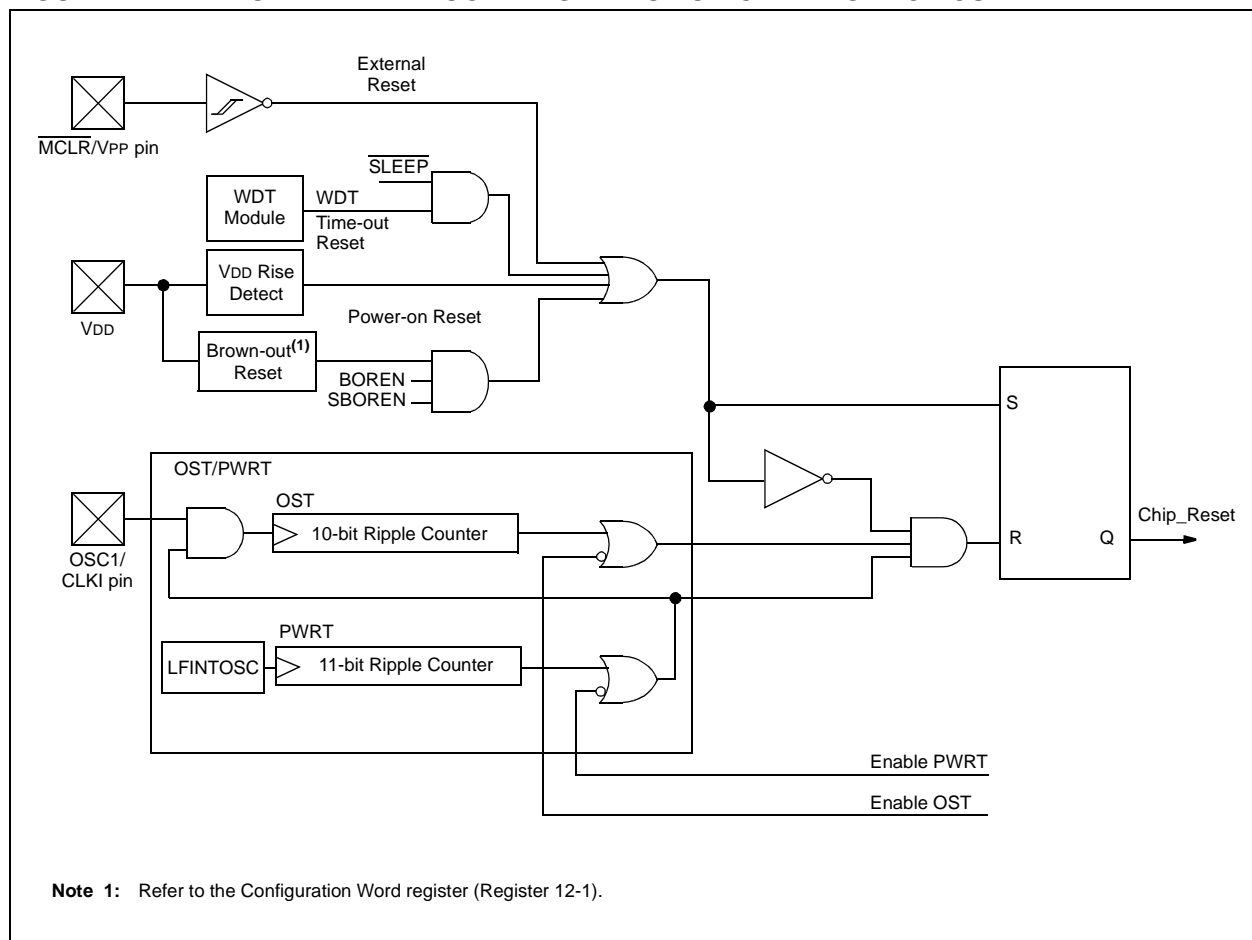 External
Reset
MCLR/VPP pin
SLEEP
WDT
Module
WDT
Time-out
Reset
VDD
VDD Rise
Detect
Power-on Reset
Brown-out(1)
Reset
BOREN
SBOREN
S
OST/PWRT
OST
10-bit Ripple Counter
OSC1/
CLKI pin
Chip_Reset
R
Q
PWRT
LFINTOSC
11-bit Ripple Counter
Enable PWRT
Enable OST
Note 1: Refer to the Configuration Word register (Register 12-1).